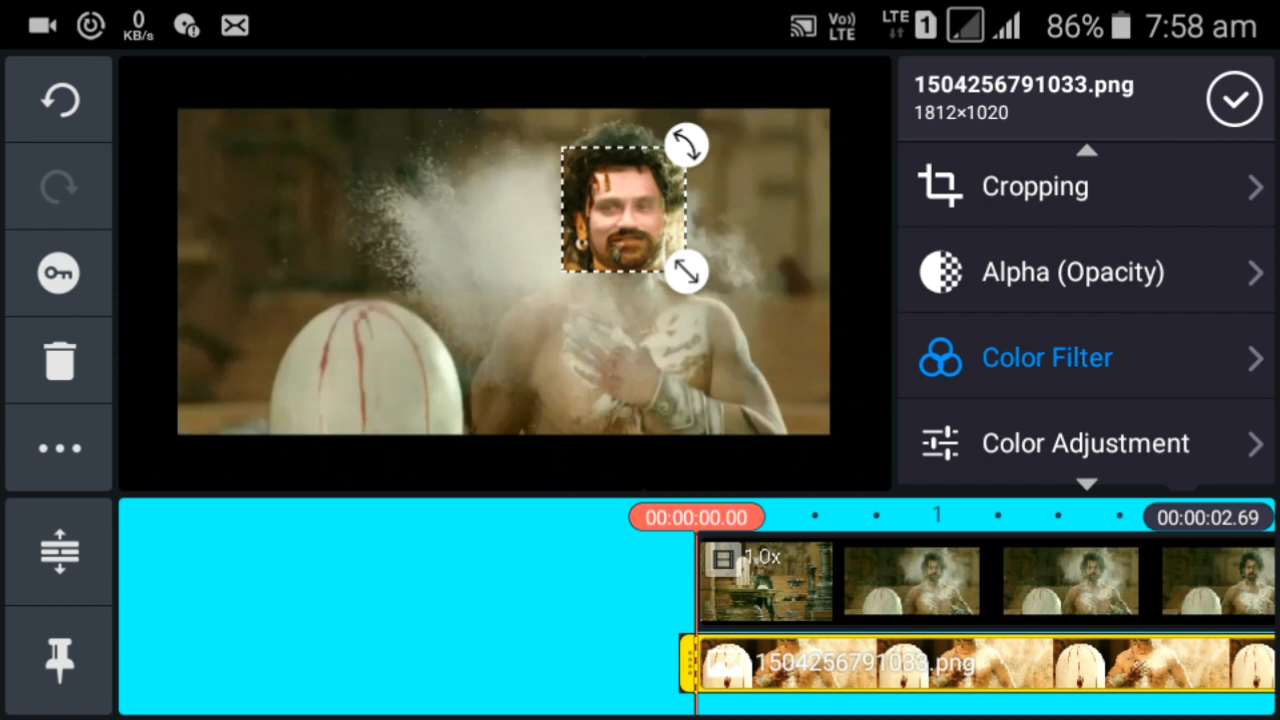 0
KB/s
Vo))
LTE
LTE
1
86%
7:58 am
1504256791033.png
1812×1020
Cropping
Alpha (Opacity)
Color Filter
Color Adjustment
00:00:00.00
1
00:00:02.69
1.0x
1504256791033.png